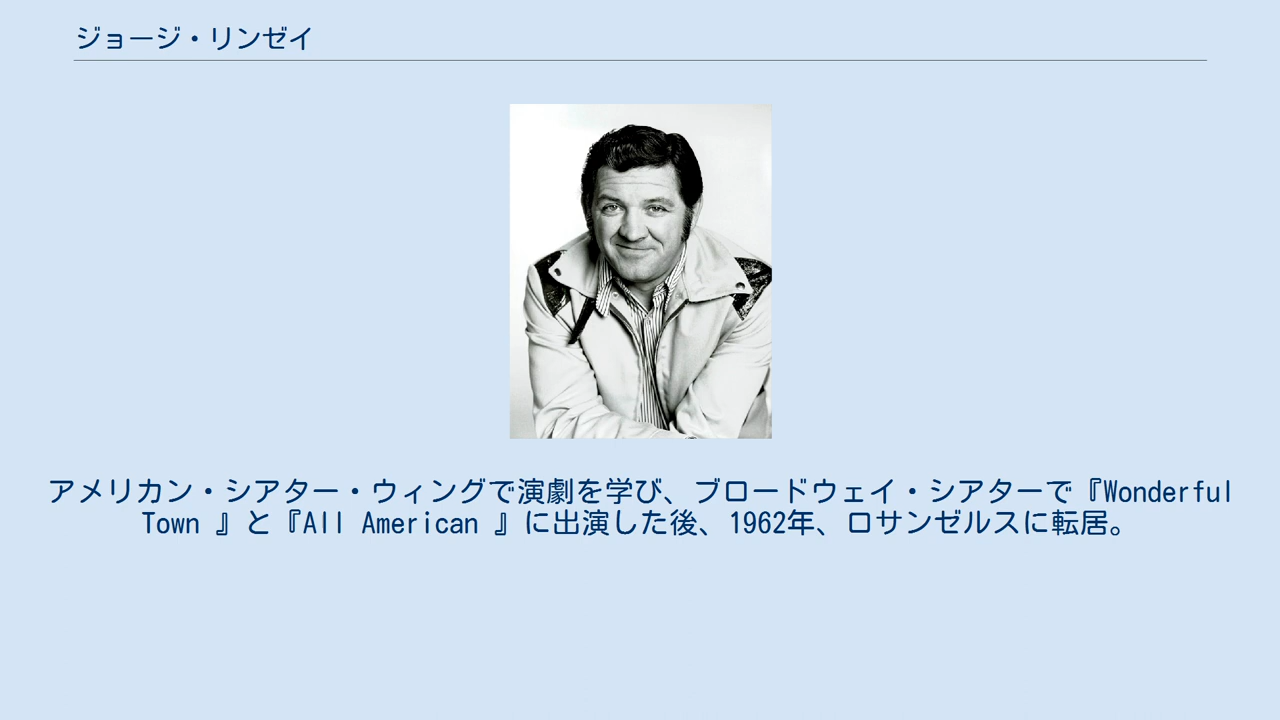 ジョージ・リンゼイ
アメリカン・シアター・ウィングで演劇を学び、ブロードウェイ・シアターで『Wonderful
Town 』と『All American 』に出演した後、1962年、ロサンゼルスに転居。